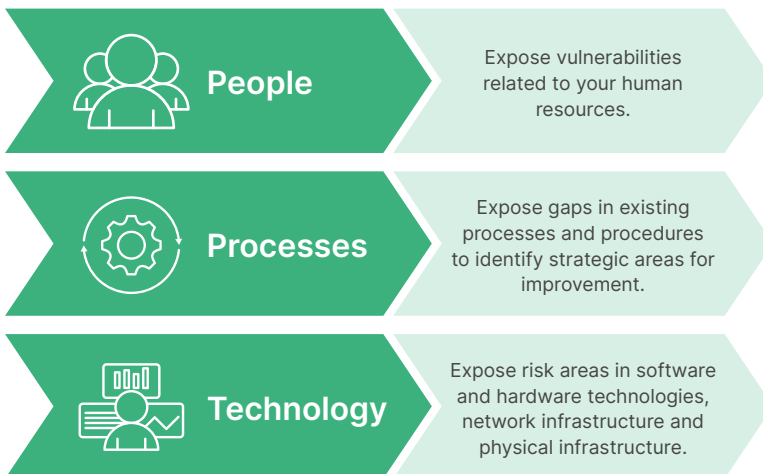 People
Expose vulnerabilities
related to your human
resources.
Processes
Expose gaps in existing
processes and procedures
to identify strategic areas for
improvement.
Technology
Expose risk areas in software
and hardware technologies,
network infrastructure and
physical infrastructure.